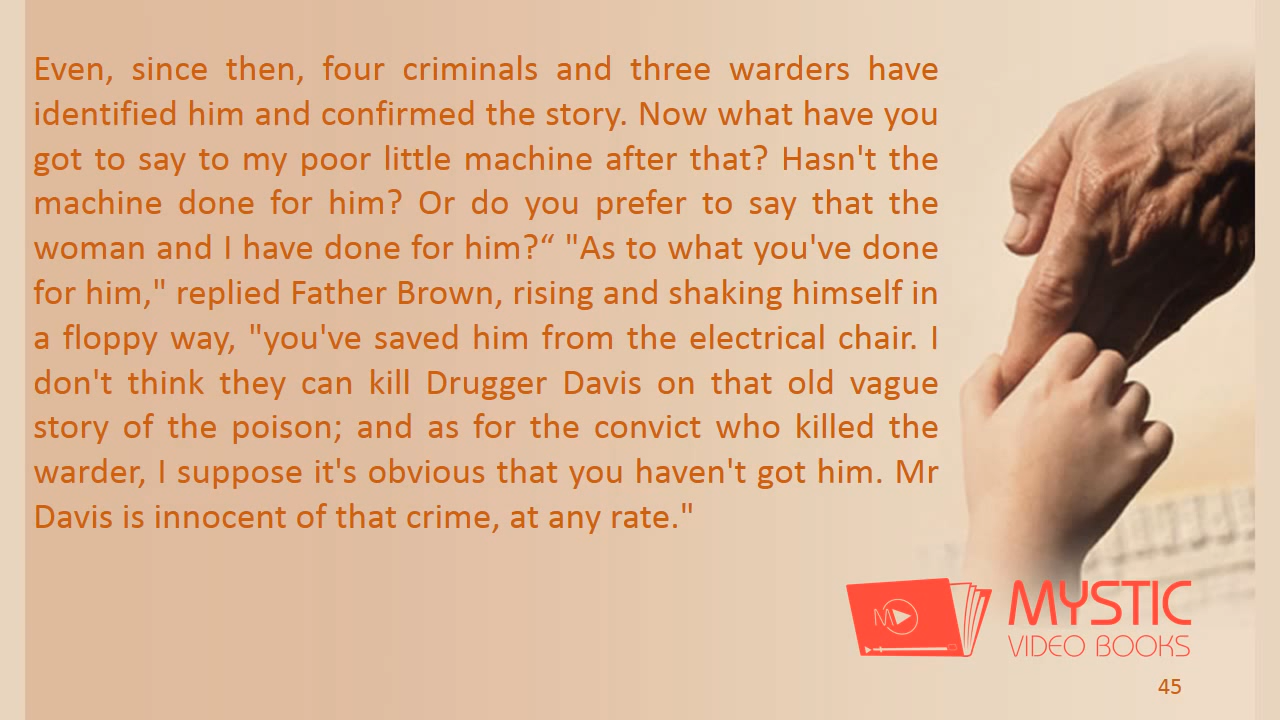 Even, since then, four criminals and three warders have
identified him and confirmed the story. Now what have you
got to say to my poor little machine after that? Hasn't the
machine done for him? Or do you prefer to say that the
woman and I have done for him?“ "As to what you've done
for him," replied Father Brown, rising and shaking himself in
a floppy way, "you've saved him from the electrical chair. I
don't think they can kill Drugger Davis on that old vague
story of the poison; and as for the convict who killed the
warder, I suppose it's obvious that you haven't got him. Mr
Davis is innocent of that crime, at any rate."
M
MYSTIC
VIDEO BOOKS
45